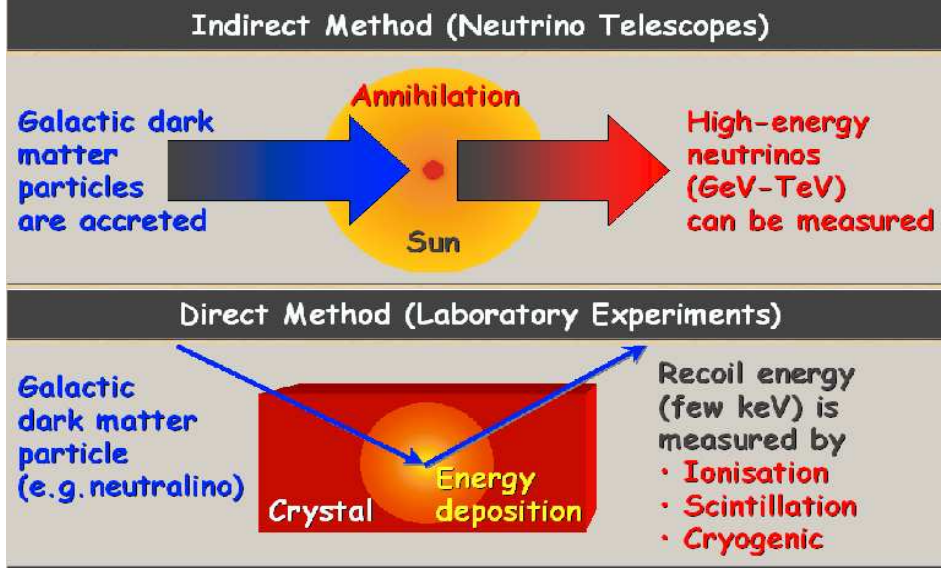 Indirect Method (Neutrino Telescopes)
Galactic dark
matter
particles
are accreted
Annihilation
Sun
High-energy
neutrinos
(GeV-TeV)
can be measured
Direct Method (Laboratory Experiments)
Galactic
dark matter
particle
(e.g.neutralino)
Crystal
Energy
deposition
Recoil energy
(few keV) is
measured by
• Ionisation
• Scintillation
• Cryogenic